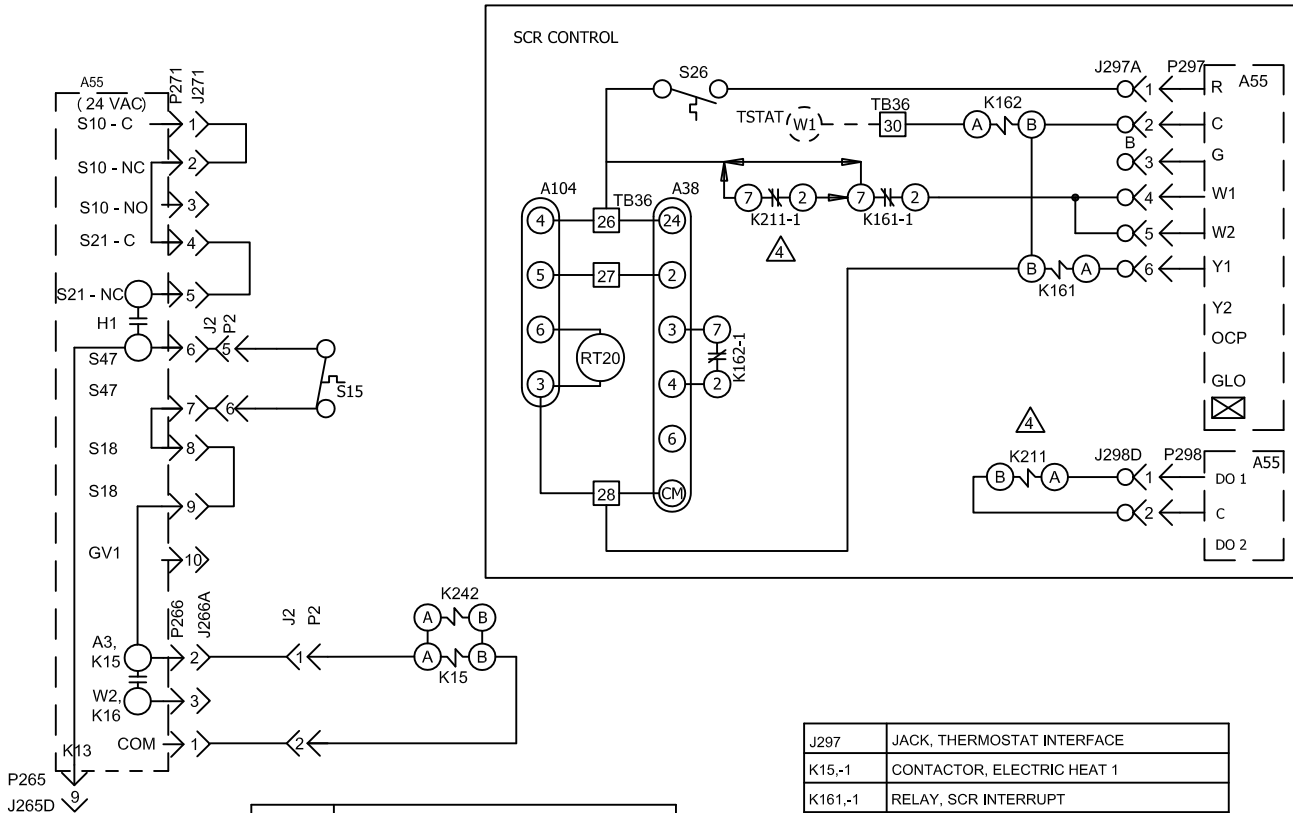 SCR CONTROL
A55
(24 VAC)
P271
J271
S10 - C
1
S10 - NC
2
S10 - NO
3
S21 - C
4
S21 - NC
5
H1
J2
P2
S47
6
5
S15
S47
7
6
S18
8
S18
9
GV1
10
P266
J266A
J2
P2
K242
A
B
A3,
K15
2
1
A
B
K15
W2,
K16
3
COM
1
2
K13
P265
J265D
9
S26
J297A
P297
1
R
A55
TSTAT
W1
TB36
30
K162
A
B
2
C
B
3
G
A104
TB36
A38
7
2
K211-1
4
7
2
K161-1
4
W1
5
W2
4
26
24
5
27
2
B
A
K161
6
Y1
Y2
OCP
GLO
6
3
RT20
3
4
7
2
K162-1
6
28
CM
4
K211
B
A
J298D
P298
1
DO 1
A55
2
C
DO 2
J297 JACK, THERMOSTAT INTERFACE
K15,-1 CONTACTOR, ELECTRIC HEAT 1
K161,-1 RELAY, SCR INTERRUPT